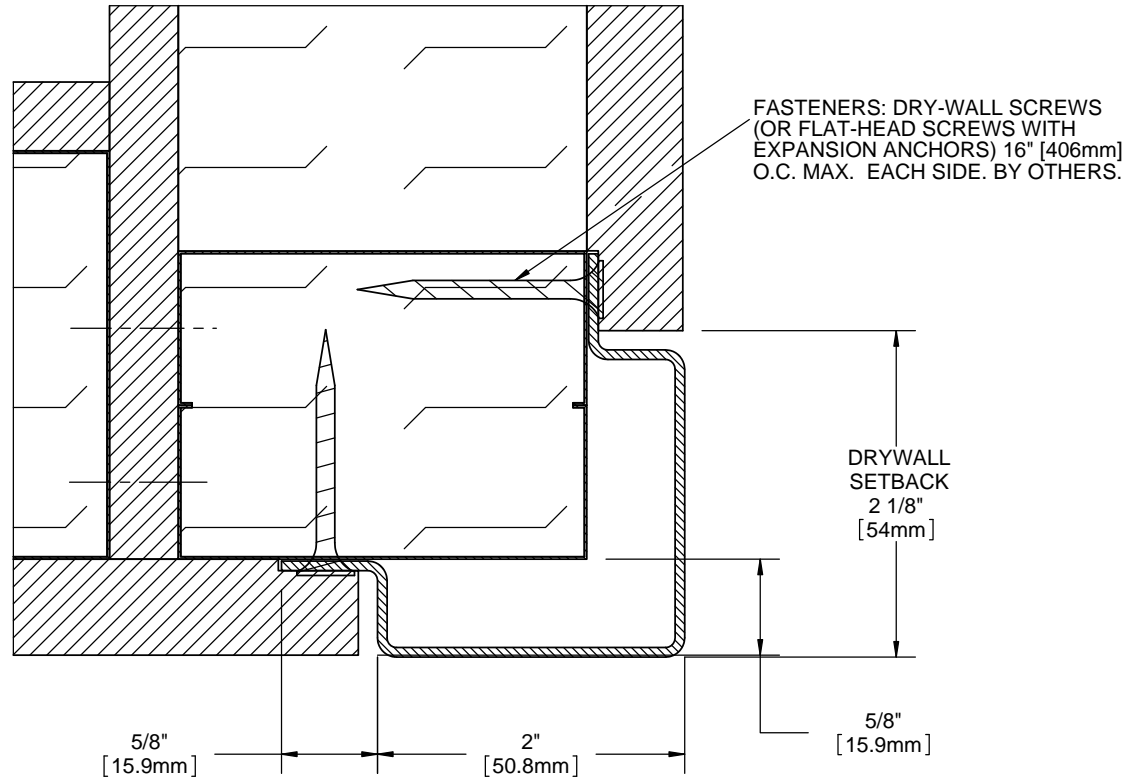 FASTENERS: DRY-WALL SCREWS
(OR FLAT-HEAD SCREWS WITH
EXPANSION ANCHORS) 16" [406mm]
O.C. MAX.  EACH SIDE. BY OTHERS.
DRYWALL
SETBACK
2 1/8"
[54mm]
5/8"
[15.9mm]
2"
[50.8mm]
5/8"
[15.9mm]